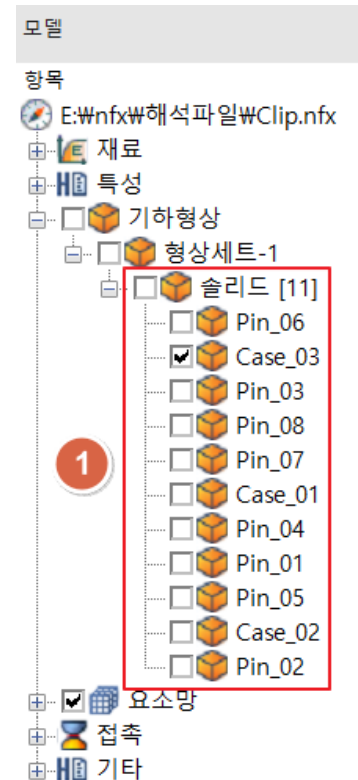 모델
항목
E:₩nfx₩해석파일₩Clip.nfx
재료
특성
기하형상
형상세트-1
솔리드 [11]
Pin_06
Case_03
Pin_03
Pin_08
Pin_07
1
Case_01
Pin_04
Pin_01
Pin_05
Case_02
Pin_02
요소망
접촉
기타